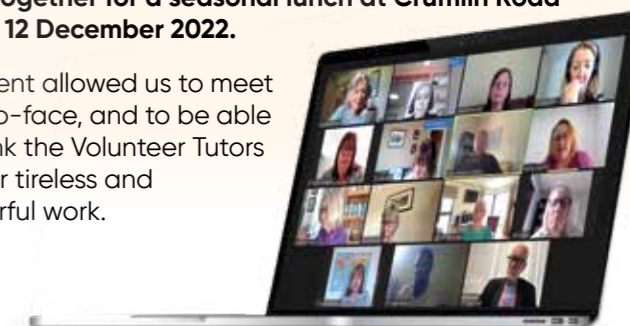 together for a seasonal lunch at Crumlin Road
12 December 2022.
ent allowed us to meet
o-face, and to be able
nk the Volunteer Tutors
r tireless and
rful work.